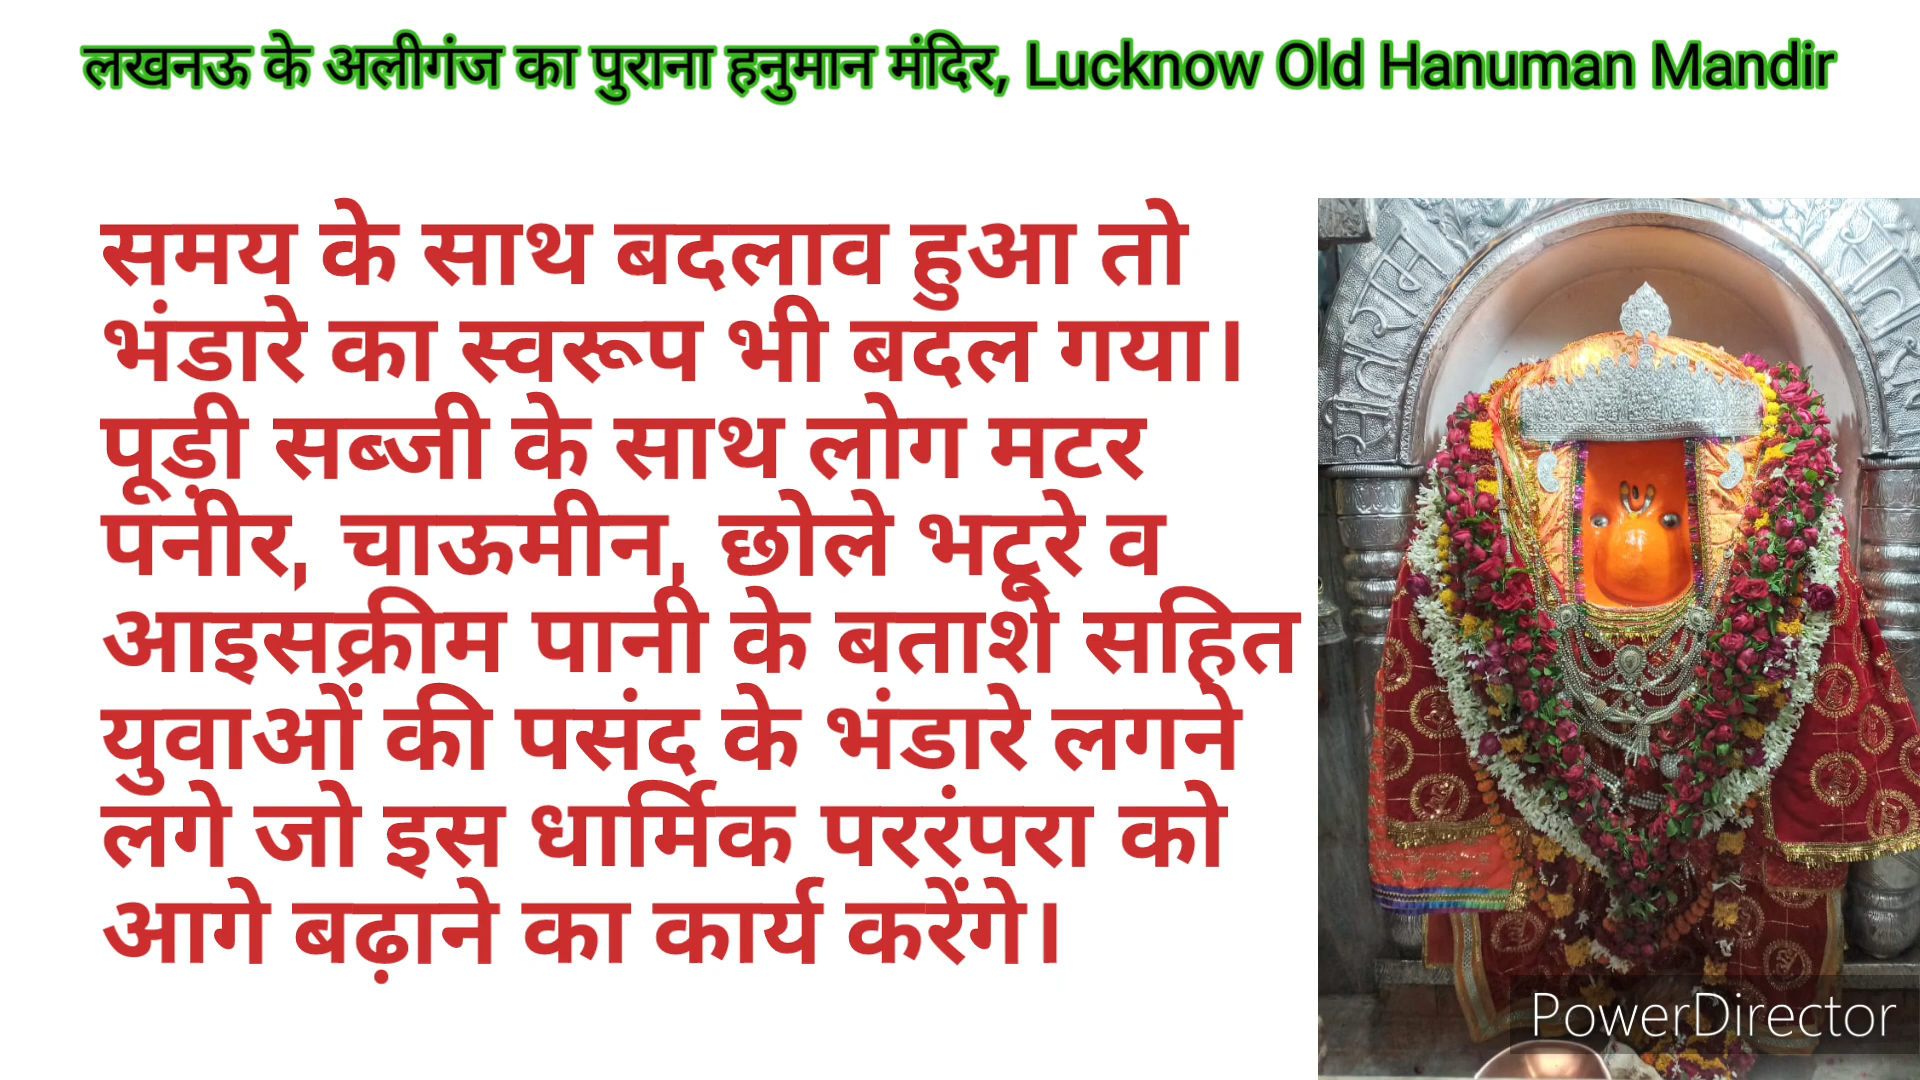 लखनऊ के अलीगंज का पुराना हनुमान मंदिर, Lucknow Old Hanuman Mandir
समय के साथ बदलाव हुआ तो
भंडारे का स्वरूप भी बदल गया।
पूड़ी सब्जी के साथ लोग मटर
पनीर, चाऊमीन, छोले भटूरे व
आइसक्रीम पानी के बताशे सहित
युवाओं की पसंद के भंडारे लगने
लगे जो इस धार्मिक पररंपरा को
आगे बढ़ाने का कार्य करेंगे।
PowerDirector